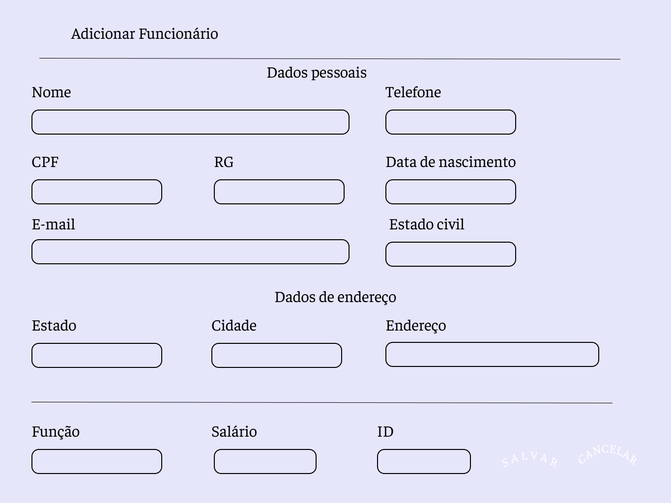 Adicionar Funcionário
Dados pessoais
Nome
Telefone
CPF
RG
Data de nascimento
E-mail
Estado civil
Dados de endereço
Estado
Cidade
Endereço
Função
Salário
ID
SALVAR
CANCELAR